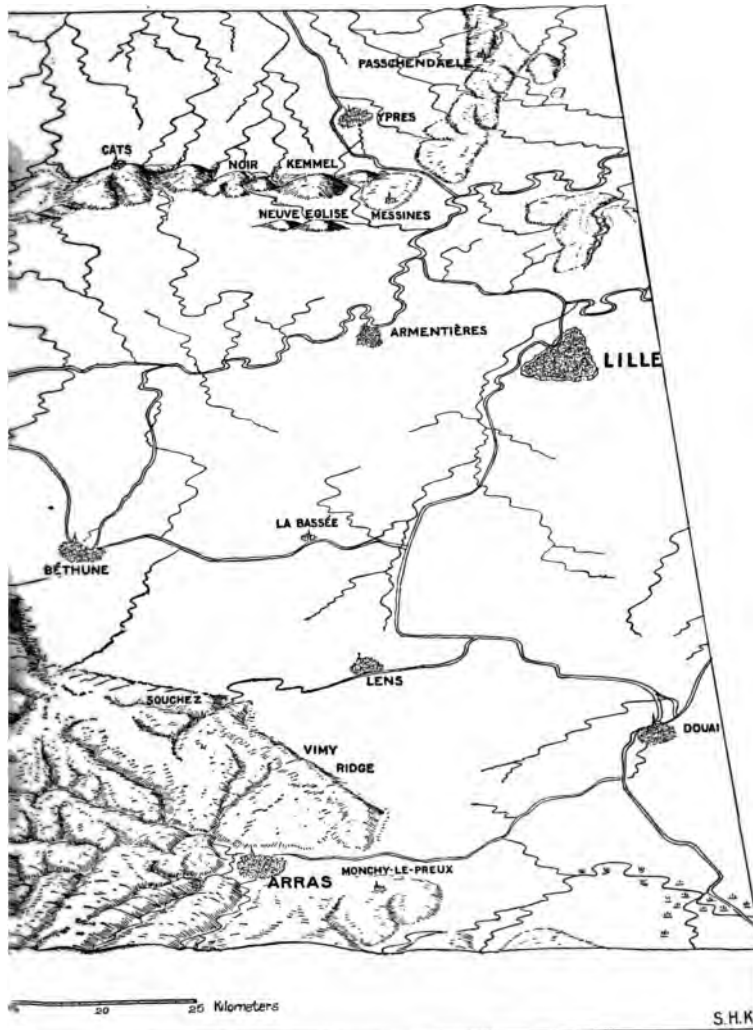 PASSCHENDAELE
YPRES
CATS
NOIR
KEMMEL
NEUVE EGLISE
MESSINES
ARMENTIÈRES
LILLE
LA BASSÉE
BÉTHUNE
LENS
SOUCHEZ
DOUAI
VIMY
RIDGE
MONCHY-LE-PREUX
ARRAS
20 25 Kilometers
S.H.K